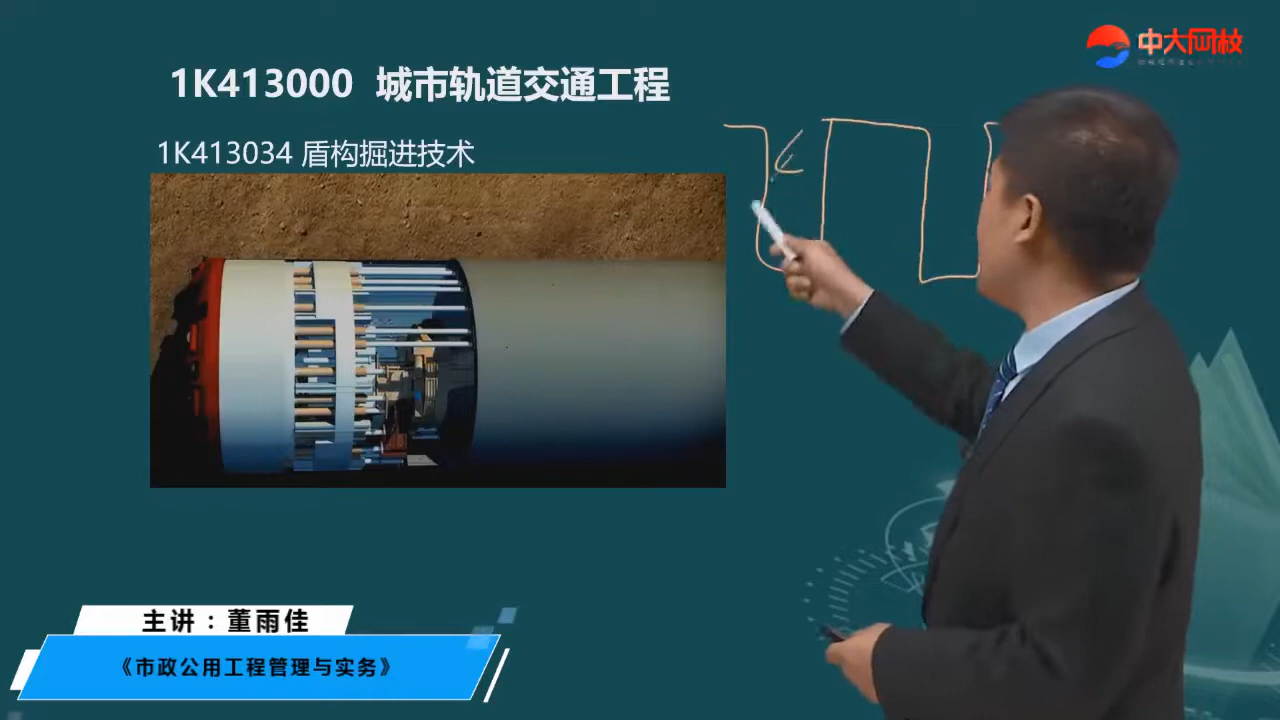 中大网校
1K413000 城市轨道交通工程
1K413034 盾构掘进技术
主讲：董雨佳
《市政公用工程管理与实务》